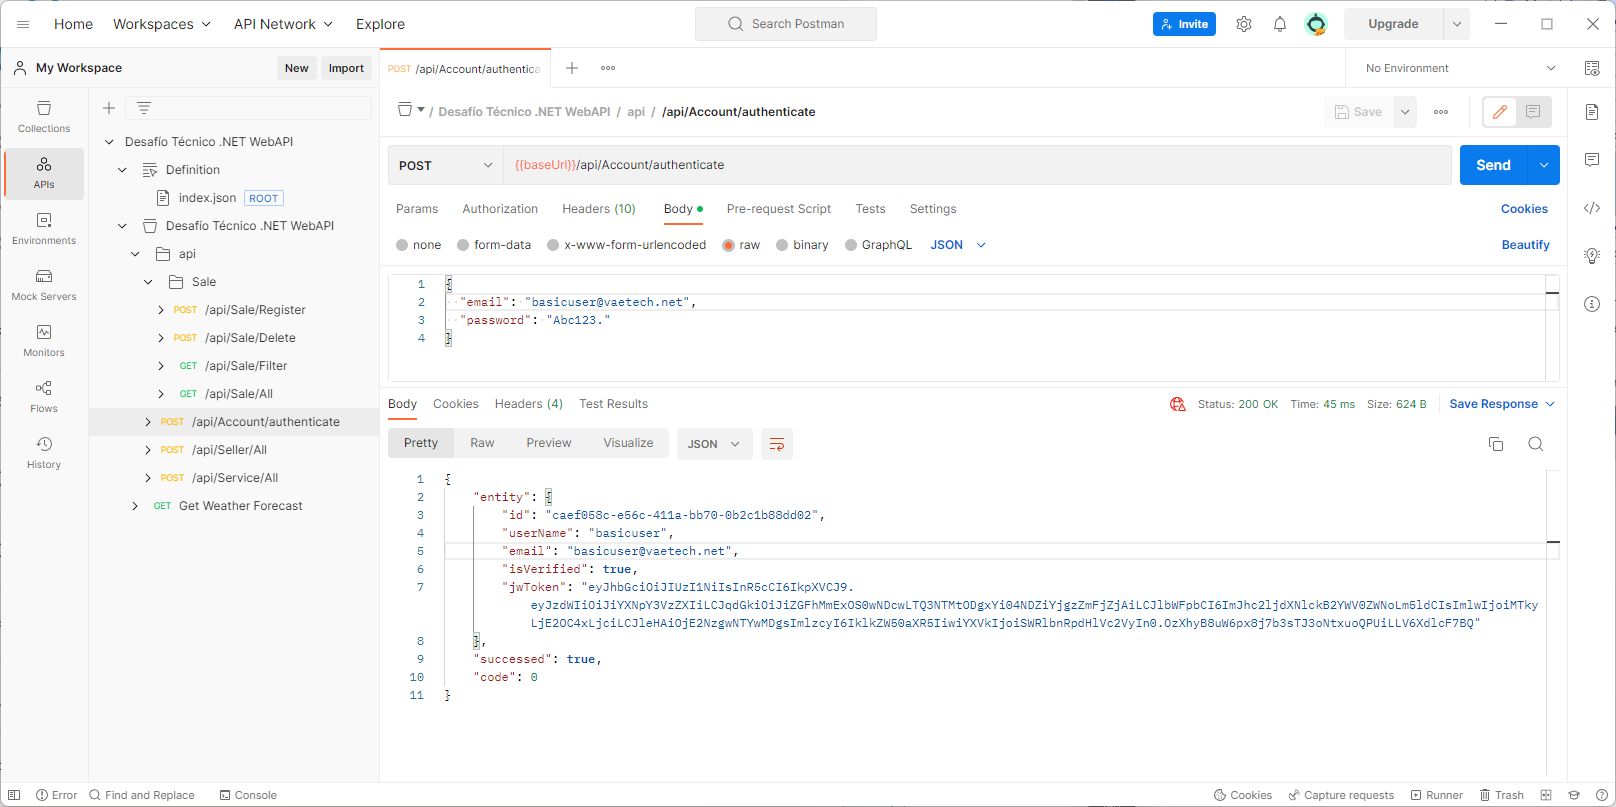 Home
Workspaces
API Network
Explore
Search Postman
Invite
Upgrade
My Workspace
New
Import
POST /api/Account/authentica
No Environment
Collections
APIs
Environments
Mock Servers
Monitors
Flows
History
Desafío Técnico .NET WebAPI
Definition
index.json ROOT
Desafío Técnico .NET WebAPI
api
Sale
POST /api/Sale/Register
POST /api/Sale/Delete
GET /api/Sale/Filter
GET /api/Sale/All
POST /api/Account/authenticate
POST /api/Seller/All
POST /api/Service/All
GET Get Weather Forecast
/ Desafío Técnico .NET WebAPI / api / /api/Account/authenticate
Save
POST
{{baseUrl}}/api/Account/authenticate
Send
Params
Authorization
Headers (10)
Body
Pre-request Script
Tests
Settings
Cookies
none
form-data
x-www-form-urlencoded
raw
binary
GraphQL
JSON
Beautify
1 {
2 "email": "basicuser@vaetech.net",
3 "password": "Abc123."
4 }
Body
Cookies
Headers (4)
Test Results
Status: 200 OK
Time: 45 ms
Size: 624 B
Save Response
Pretty
Raw
Preview
Visualize
JSON
1 {
2 "entity": {
3 "id": "caef058c-e56c-411a-bb70-0b2c1b88dd02",
4 "userName": "basicuser",
5 "email": "basicuser@vaetech.net",
6 "isVerified": true,
7 "jwToken": "eyJhbGciOiJIUzI1NiIsInR5cCI6IkpXVCJ9.
eyJzdWIiOiJiYXNpY3VzZXIiLCJqdGkiOiJiZGFhMmExOS0wNDcwLTQ3NTMtODgxYi04NDZiYjgzZmFjZjAiLCJlbWFpbCI6ImJhc2ljdXNlckB2YWV0ZWNoLm5ldCIsImlwIjoiMTky
LjE2OC4xLjciLCJleHAiOjE2NzgwNTYwMDgsImlzcyI6IklkZW50aXR5IiwiYXVkIjoiSWRlbnRpdHlVc2VyIn0.OzXhyB8uW6px8j7b3sTJ3oNtxuoQPUiLLV6XdlcF7BQ"
8 },
9 "successed": true,
10 "code": 0
11 }
Error
Find and Replace
Console
Cookies
Capture requests
Runner
Trash